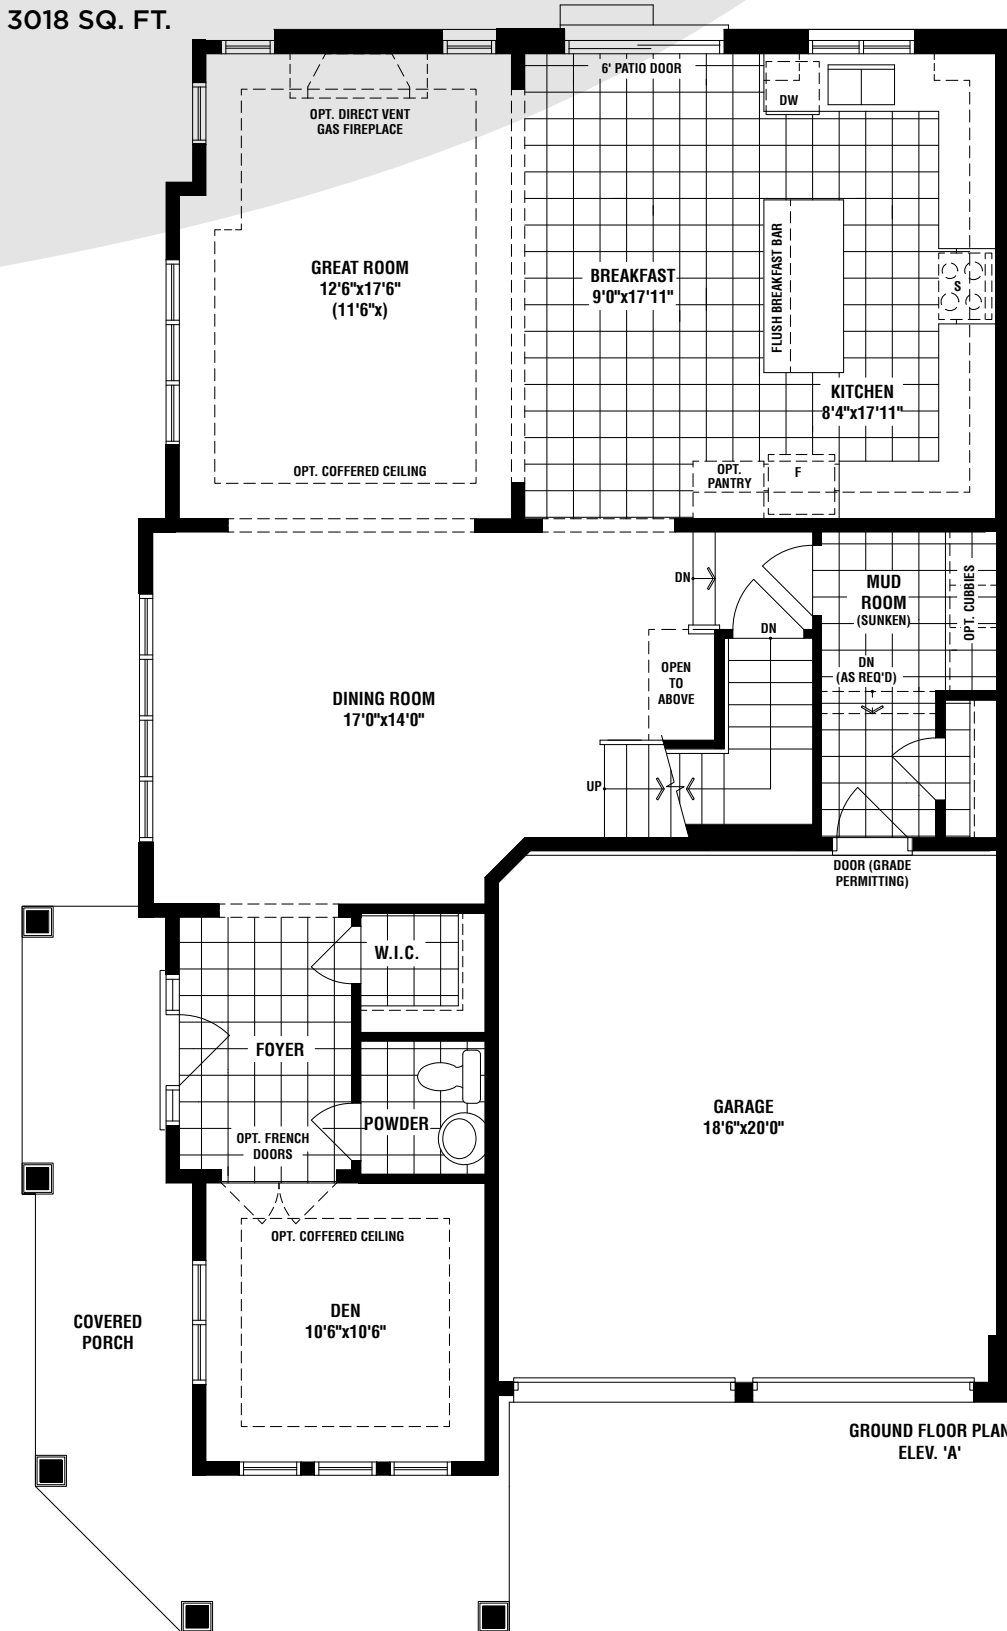 3018 SQ. FT.
6' PATIO DOOR
DW
OPT. DIRECT VENT
GAS FIREPLACE
GREAT ROOM
12'6"x17'6"
(11'6"x)
BREAKFAST
9'0"x17'11"
FLUSH BREAKFAST BAR
S
KITCHEN
8'4"x17'11"
OPT. COFFERED CEILING
OPT.
PANTRY
F
DN
DN
MUD
ROOM
(SUNKEN)
OPT. CUBBIES
DN
(AS REQ'D)
OPEN
TO
ABOVE
DINING ROOM
17'0"x14'0"
UP
DOOR (GRADE
PERMITTING)
W.I.C.
FOYER
POWDER
OPT. FRENCH
DOORS
GARAGE
18'6"x20'0"
OPT. COFFERED CEILING
DEN
10'6"x10'6"
COVERED
PORCH
GROUND FLOOR PLAN
ELEV. 'A'